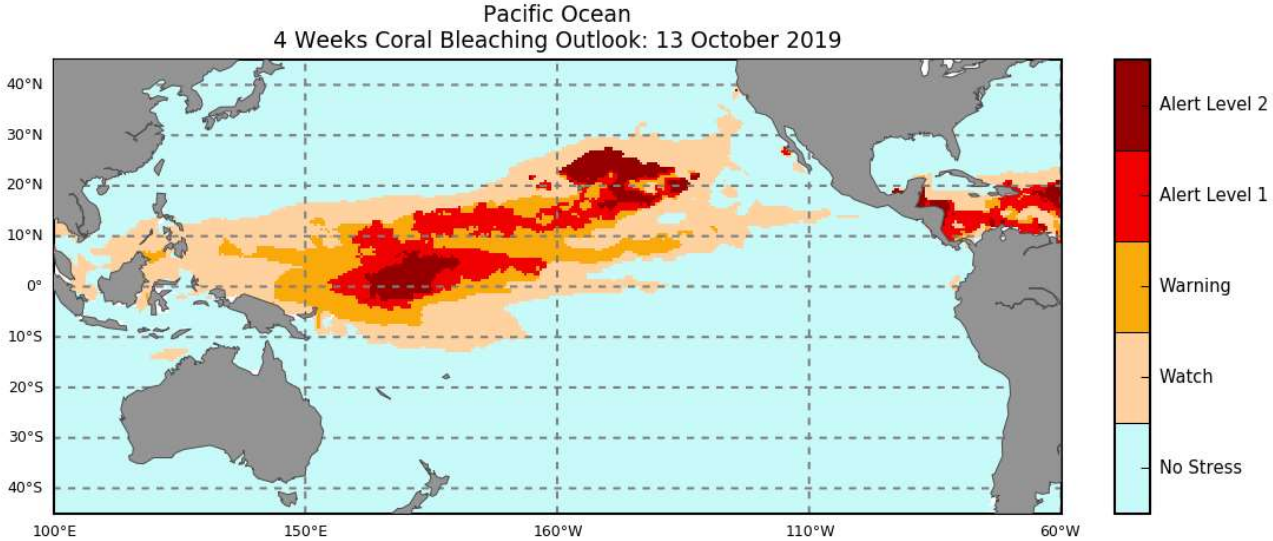 Pacific Ocean
4 Weeks Coral Bleaching Outlook: 13 October 2019
40°N
30°N
20°N
10°N
0°
10°S
20°S
30°S
40°S
100°E
150°E
160°W
110°W
60°W
Alert Level 2
Alert Level 1
Warning
Watch
No Stress